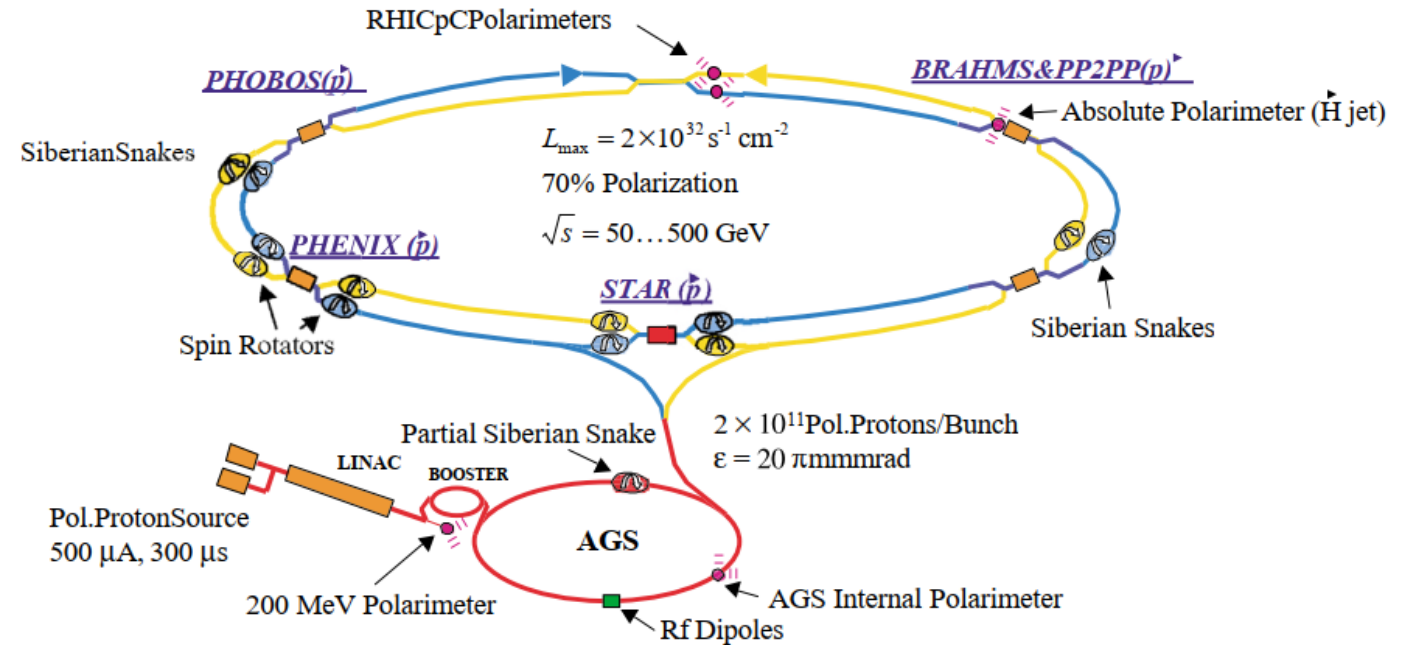 RHICpCPolarimeters
PHOBOS(p)
BRAHMS&PP2PP(p)
Absolute Polarimeter (H jet)
SiberianSnakes
Lmax = 2×10^32 s^-1 cm^-2
70% Polarization
√s = 50…500 GeV
PHENIX (p)
STAR (p)
Siberian Snakes
Spin Rotators
2 × 10^11Pol.Protons/Bunch
ε = 20 πmmmrad
Partial Siberian Snake
LINAC
BOOSTER
Pol.ProtonSource
500 μA, 300 μs
AGS
200 MeV Polarimeter
AGS Internal Polarimeter
Rf Dipoles